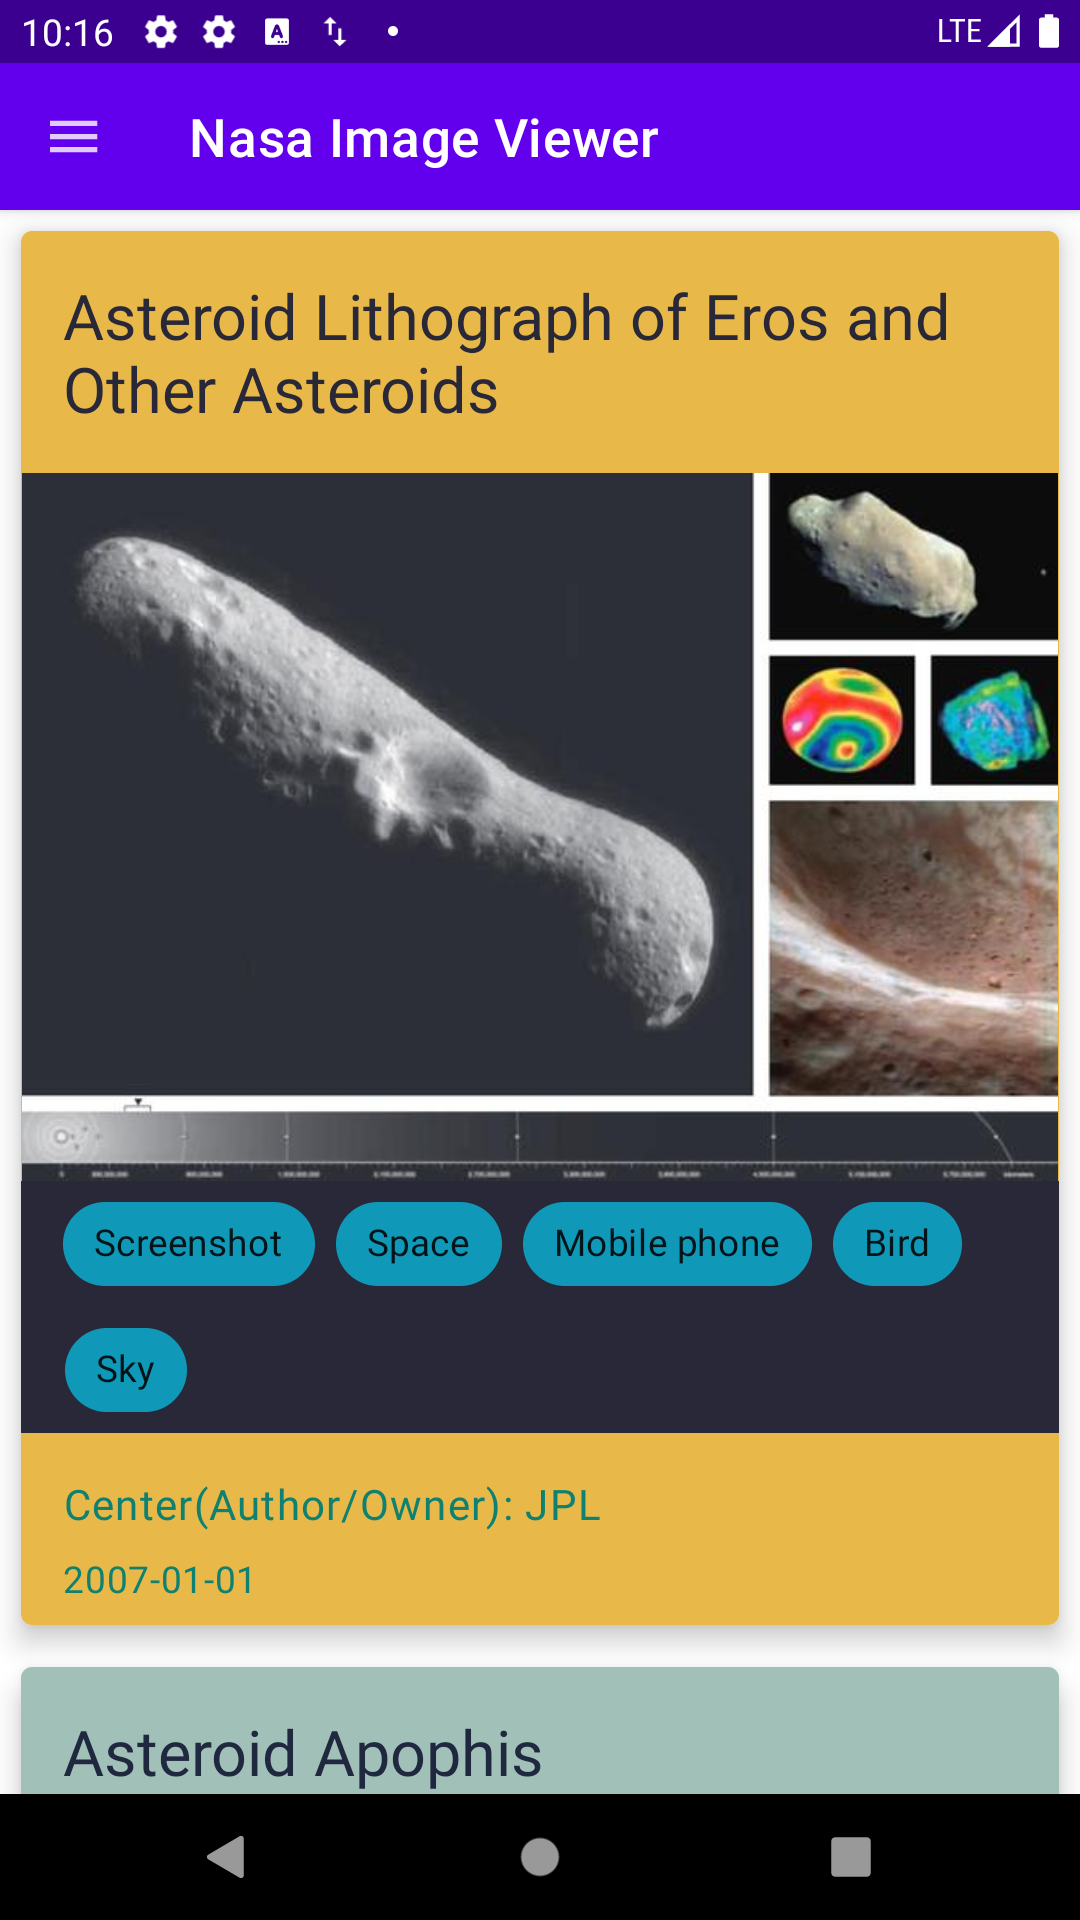 10:16
LTE
Nasa Image Viewer
Asteroid Lithograph of Eros and
Other Asteroids
Screenshot
Space
Mobile phone
Bird
Sky
Center(Author/Owner): JPL
2007-01-01
Asteroid Apophis